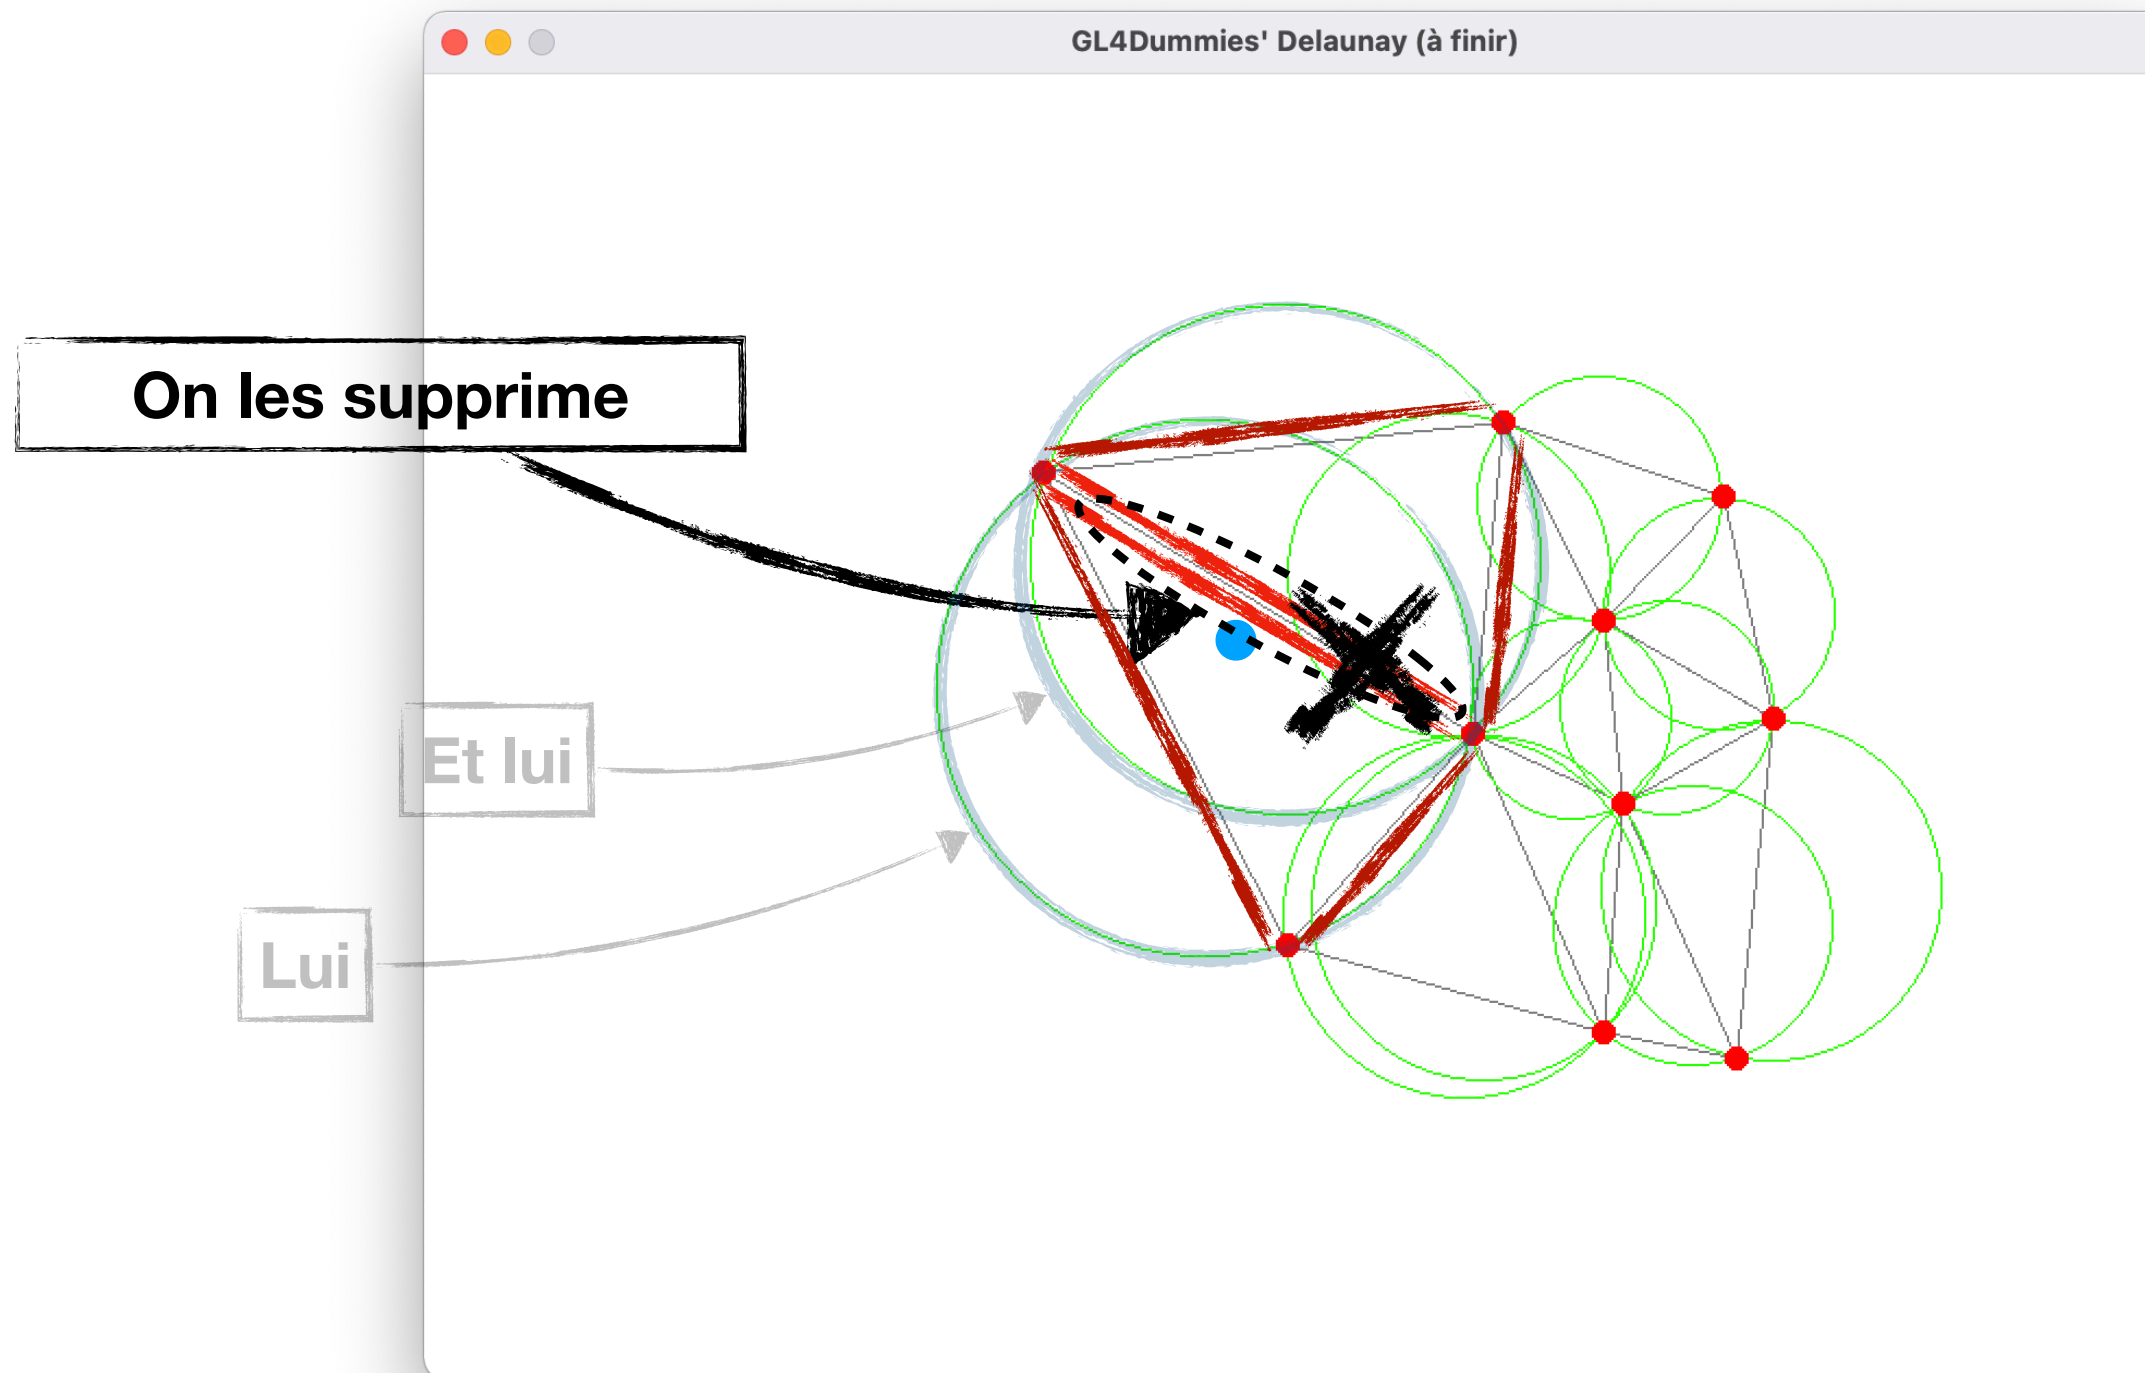 GL4Dummies' Delaunay (à finir)
On les supprime
Et lui
Lui